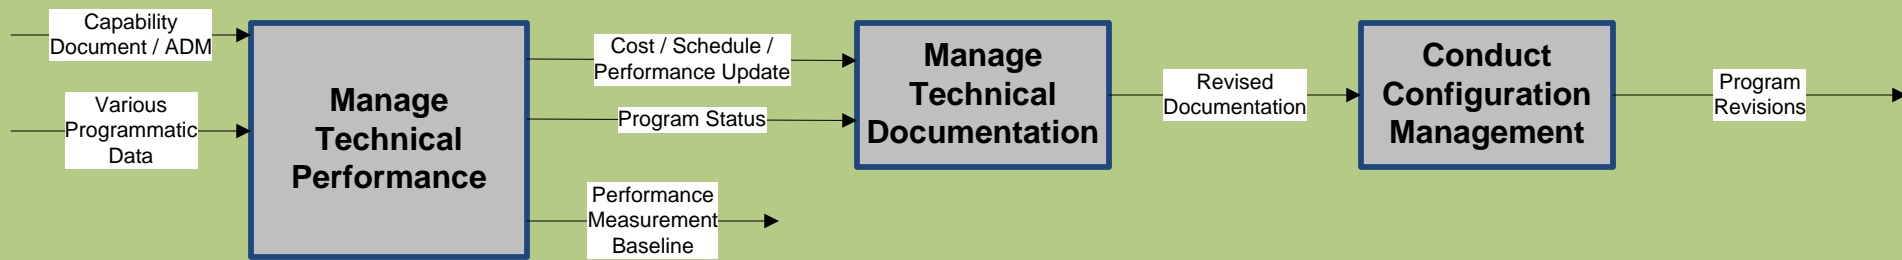 Capability
Document / ADM
Various
Programmatic
Data
Manage
Technical
Performance
Cost / Schedule /
Performance Update
Program Status
Performance
Measurement
Baseline
Manage
Technical
Documentation
Revised
Documentation
Conduct
Configuration
Management
Program
Revisions